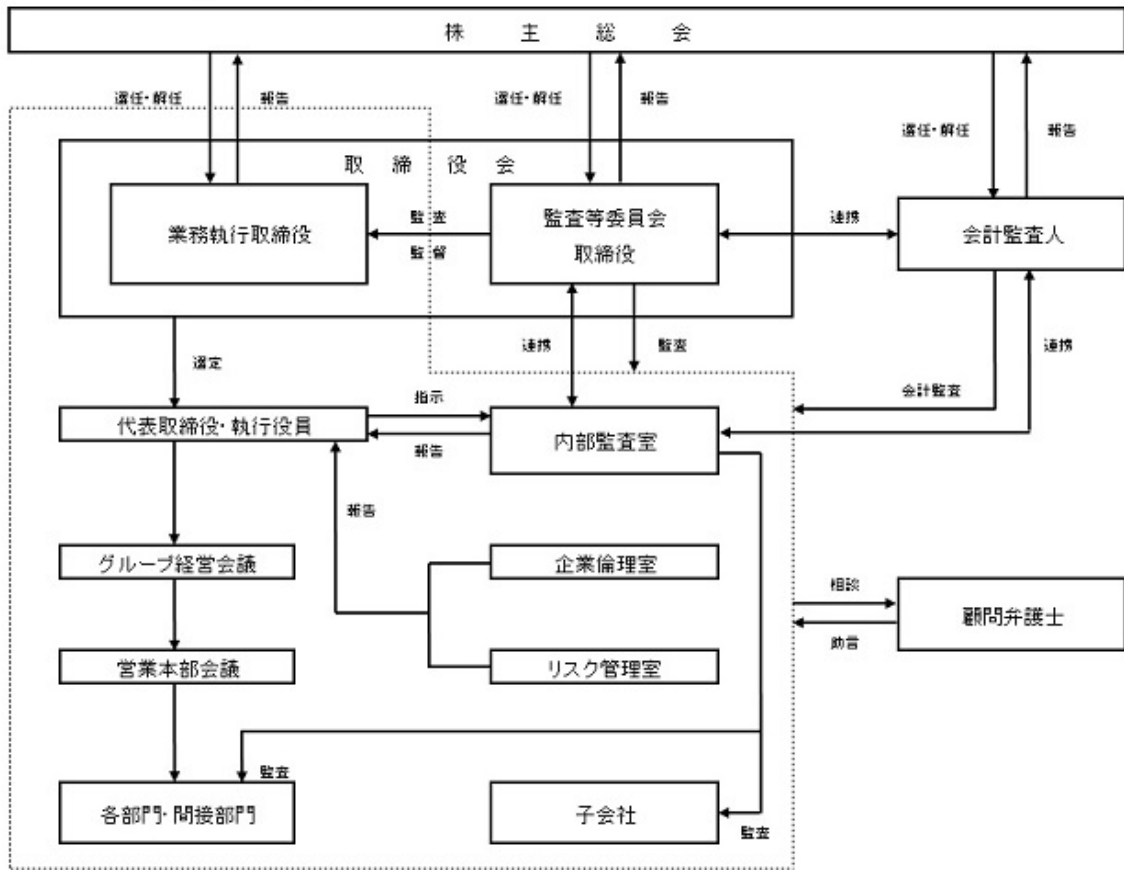 株主総会
選任・解任
報告
選任・解任
報告
選任・解任
報告
取締役会
業務執行取締役
監査
監督
監査等委員会
取締役
連携
会計監査人
選定
連携
監査
会計監査
連携
代表取締役・執行役員
指示
報告
内部監査室
報告
グループ経営会議
企業倫理室
相談
助言
顧問弁護士
営業本部会議
リスク管理室
監査
各部門・間接部門
子会社
監査